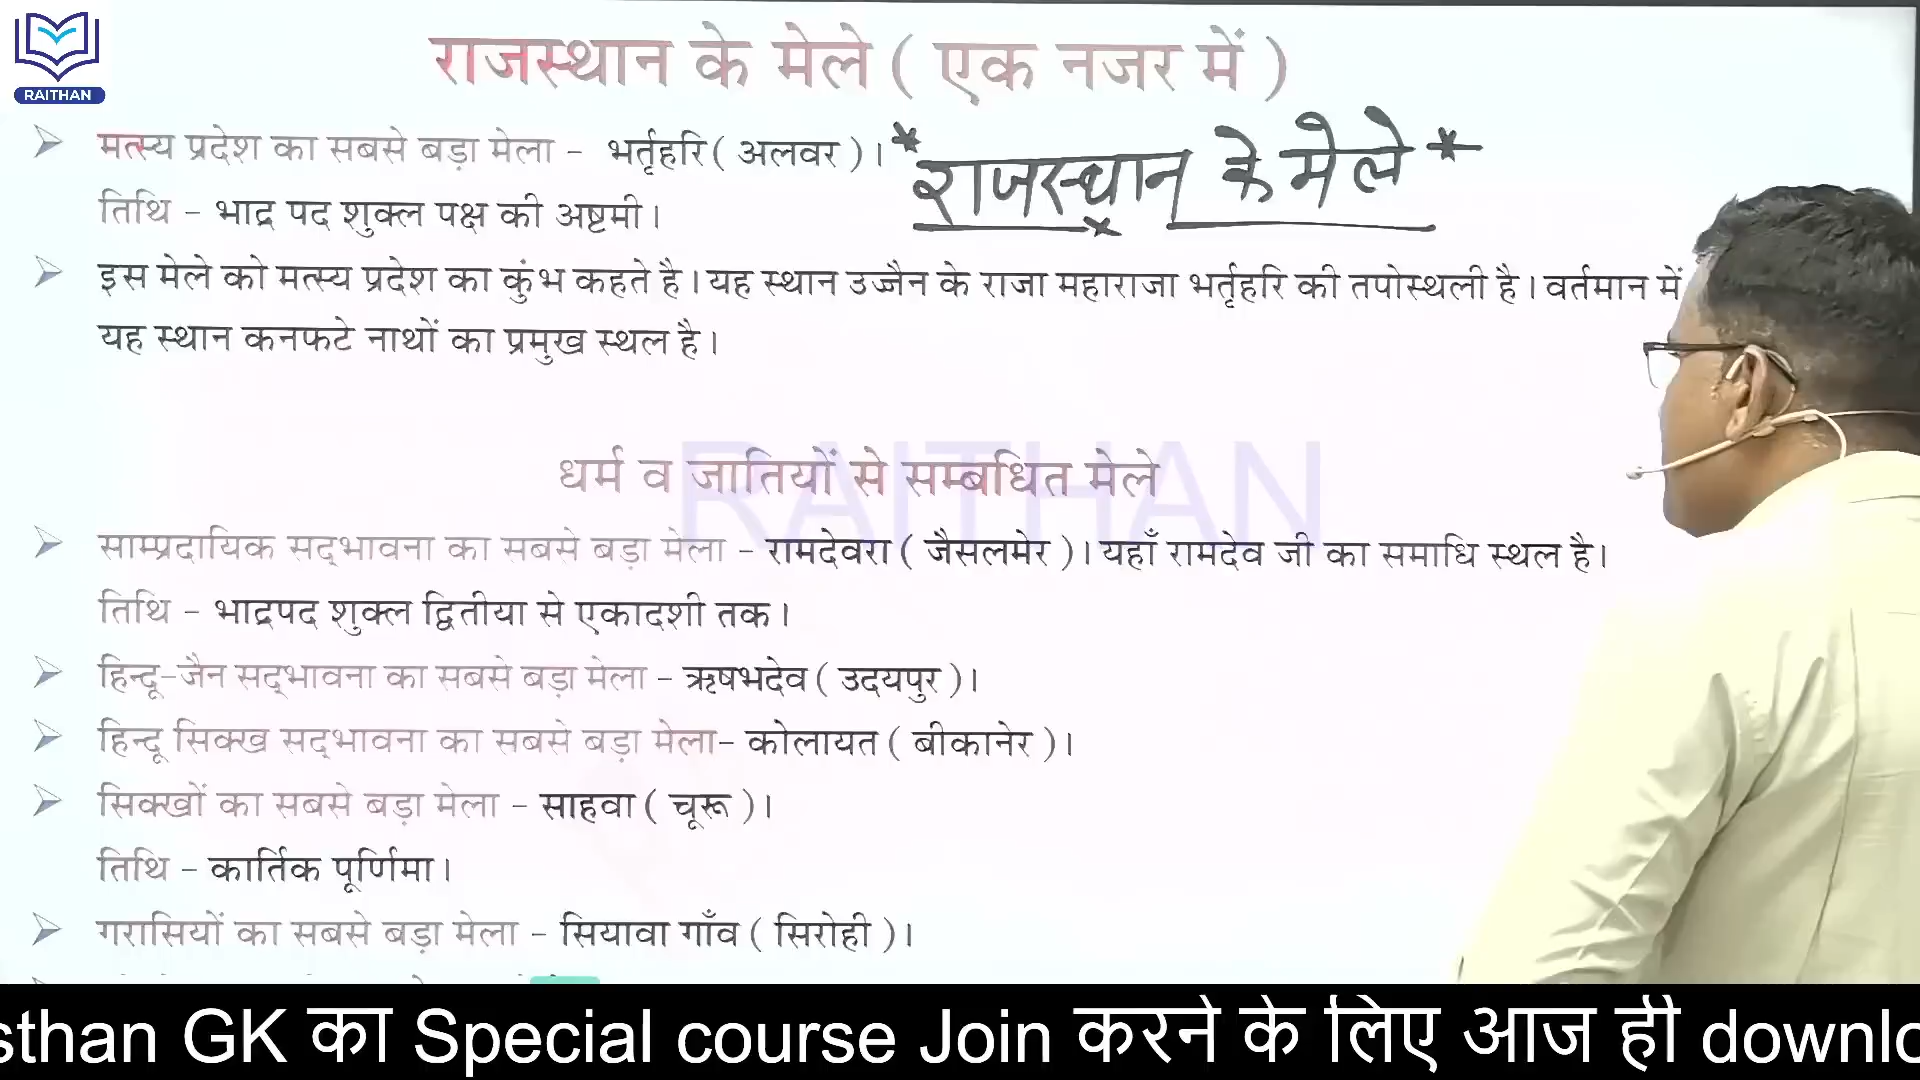 RAITHAN
राजस्थान के मेले ( एक नजर में )
मत्स्य प्रदेश का सबसे बड़ा मेला - भर्तृहरि ( अलवर )।
राजस्थान के मेले
तिथि - भाद्र पद शुक्ल पक्ष की अष्टमी।
इस मेले को मत्स्य प्रदेश का कुंभ कहते है। यह स्थान उज्जैन के राजा महाराजा भर्तृहरि की तपोस्थली है। वर्तमान में
यह स्थान कनफटे नाथों का प्रमुख स्थल है।
RAITHAN
धर्म व जातियों से सम्बधित मेले
साम्प्रदायिक सद्‌भावना का सबसे बड़ा मेला - रामदेवरा ( जैसलमेर )। यहाँ रामदेव जी का समाधि स्थल है।
तिथि - भाद्रपद शुक्ल द्वितीया से एकादशी तक।
हिन्दू-जैन सद्‌भावना का सबसे बड़ा मेला - ऋषभदेव ( उदयपुर )।
हिन्दू सिक्ख सद्‌भावना का सबसे बड़ा मेला- कोलायत ( बीकानेर )।
सिक्खों का सबसे बड़ा मेला - साहवा ( चूरू )।
तिथि - कार्तिक पूर्णिमा।
गरासियों का सबसे बड़ा मेला - सियावा गाँव ( सिरोही )।
sthan GK का Special course Join करने के लिए आज ही downlo